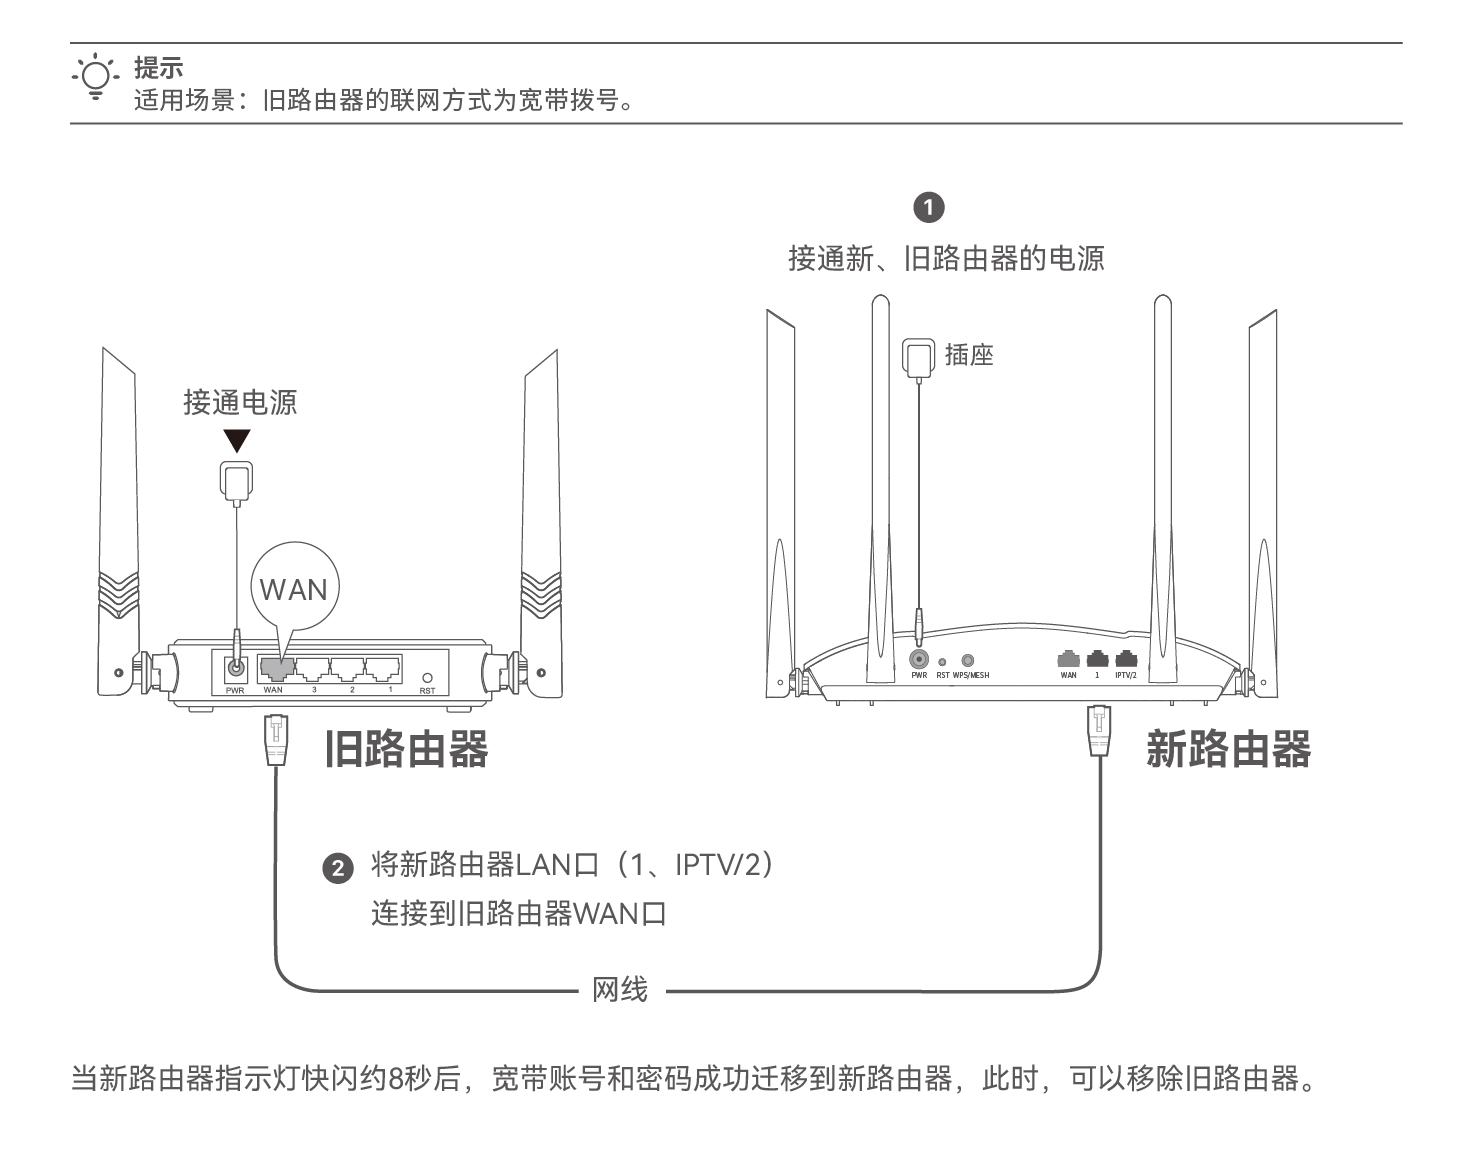 提示
适用场景：旧路由器的联网方式为宽带拨号。
1
接通新、旧路由器的电源
插座
接通电源
WAN
PWR WAN 3 2 1 RST
PWR RST WPS/MESH WAN 1 IPTV/2
旧路由器
新路由器
2 将新路由器LAN口（1、IPTV/2）
连接到旧路由器WAN口
网线
当新路由器指示灯快闪约8秒后，宽带账号和密码成功迁移到新路由器，此时，可以移除旧路由器。